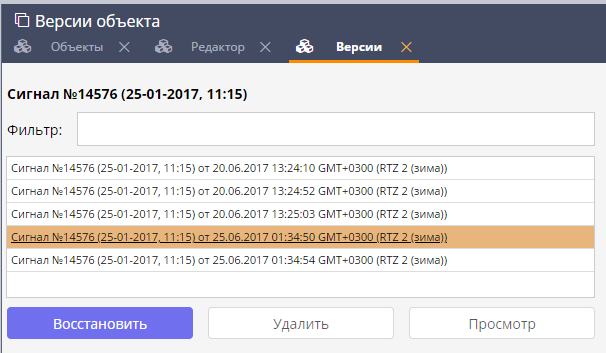 Версии объекта
Объекты Редактор Версии
Сигнал №14576 (25-01-2017, 11:15)
Фильтр:
Сигнал №14576 (25-01-2017, 11:15) от 20.06.2017 13:24:10 GMT+0300 (RTZ 2 (зима))
Сигнал №14576 (25-01-2017, 11:15) от 20.06.2017 13:24:52 GMT+0300 (RTZ 2 (зима))
Сигнал №14576 (25-01-2017, 11:15) от 20.06.2017 13:25:03 GMT+0300 (RTZ 2 (зима))
Сигнал №14576 (25-01-2017, 11:15) от 25.06.2017 01:34:50 GMT+0300 (RTZ 2 (зима))
Сигнал №14576 (25-01-2017, 11:15) от 25.06.2017 01:34:54 GMT+0300 (RTZ 2 (зима))
Восстановить Удалить Просмотр